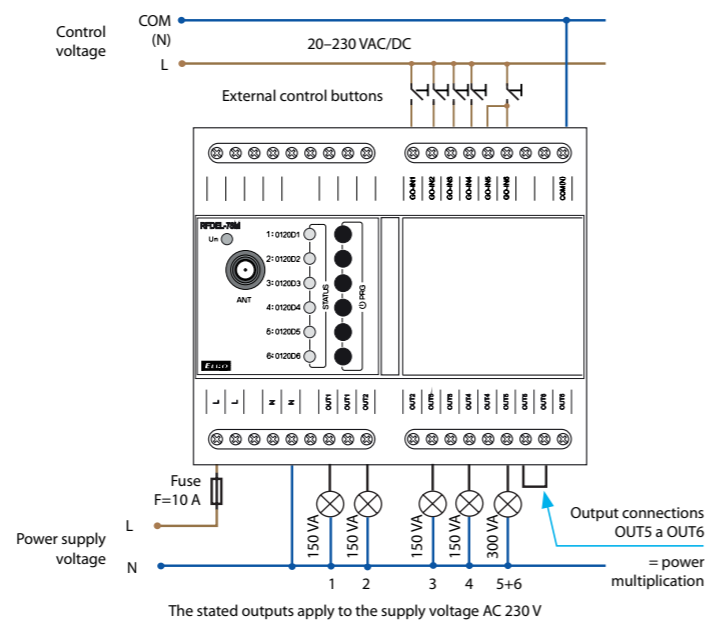 Control
voltage
COM
(N)
L
20–230 VAC/DC
External control buttons
GO-IN1
GO-IN2
GO-IN3
GO-IN4
GO-IN5
GO-IN6
COM(N)
RFDEL-76M
Un
ANT
1: 0120D1
2: 0120D2
3: 0120D3
4: 0120D4
5: 0120D5
6: 0120D6
STATUS
PRG
ELKO
L
L
N
N
OUT1
OUT1
OUT2
OUT2
OUT3
OUT3
OUT4
OUT4
OUT5
OUT5
OUT6
OUT6
Fuse
F=10 A
150 VA
150 VA
150 VA
150 VA
300 VA
Output connections
OUT5 a OUT6
= power
multiplication
Power supply
voltage
L
N
1
2
3
4
5+6
The stated outputs apply to the supply voltage AC 230 V